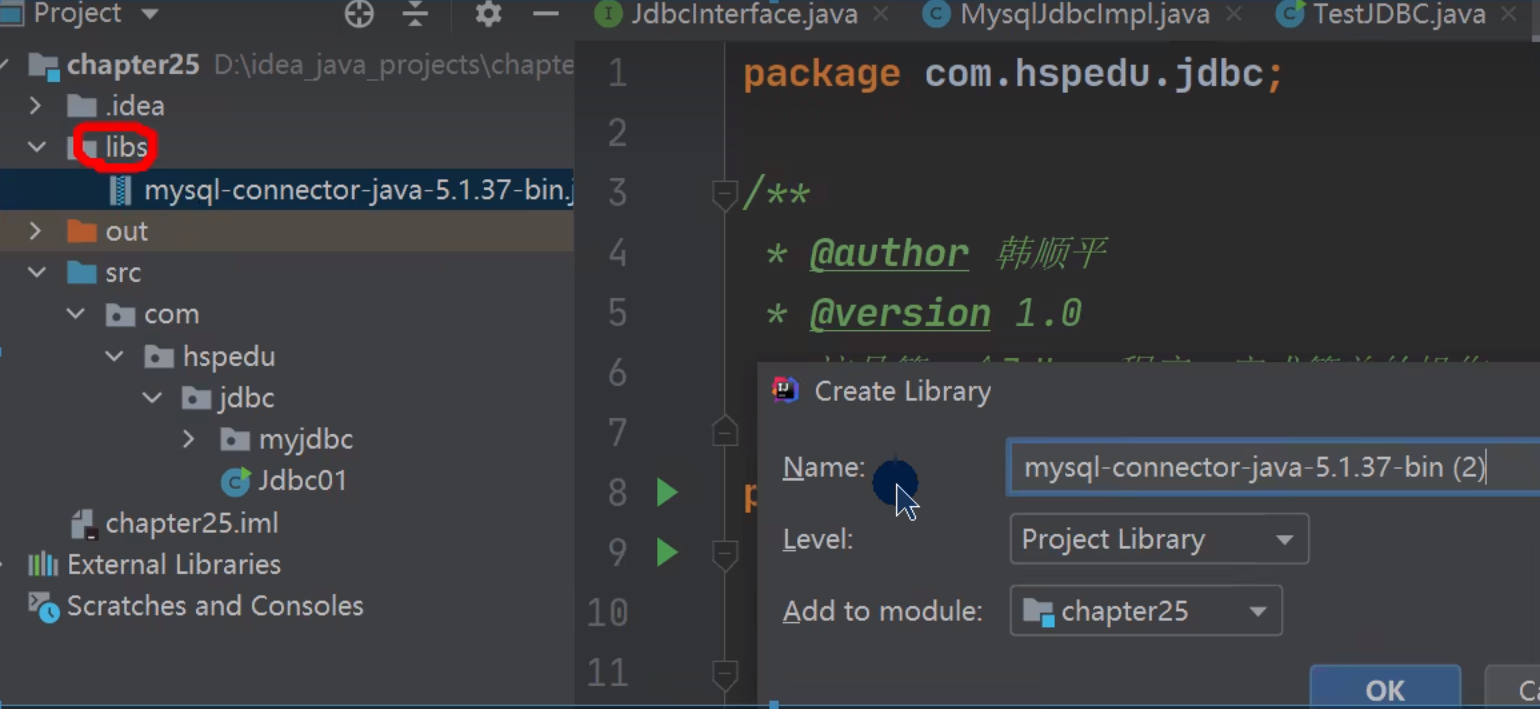 Project
chapter25 D:\idea_java_projects\chapte
.idea
libs
mysql-connector-java-5.1.37-bin.j
out
src
com
hspedu
jdbc
myjdbc
Jdbc01
chapter25.iml
External Libraries
Scratches and Consoles
JdbcInterface.java
MysqlJdbcImpl.java
TestJDBC.java
1 package com.hspedu.jdbc;
2
3 /**
4 * @author 韩顺平
5 * @version 1.0
6
7
8 p
9
10
11
Create Library
Name: mysql-connector-java-5.1.37-bin (2)
Level: Project Library
Add to module: chapter25
OK
Ca